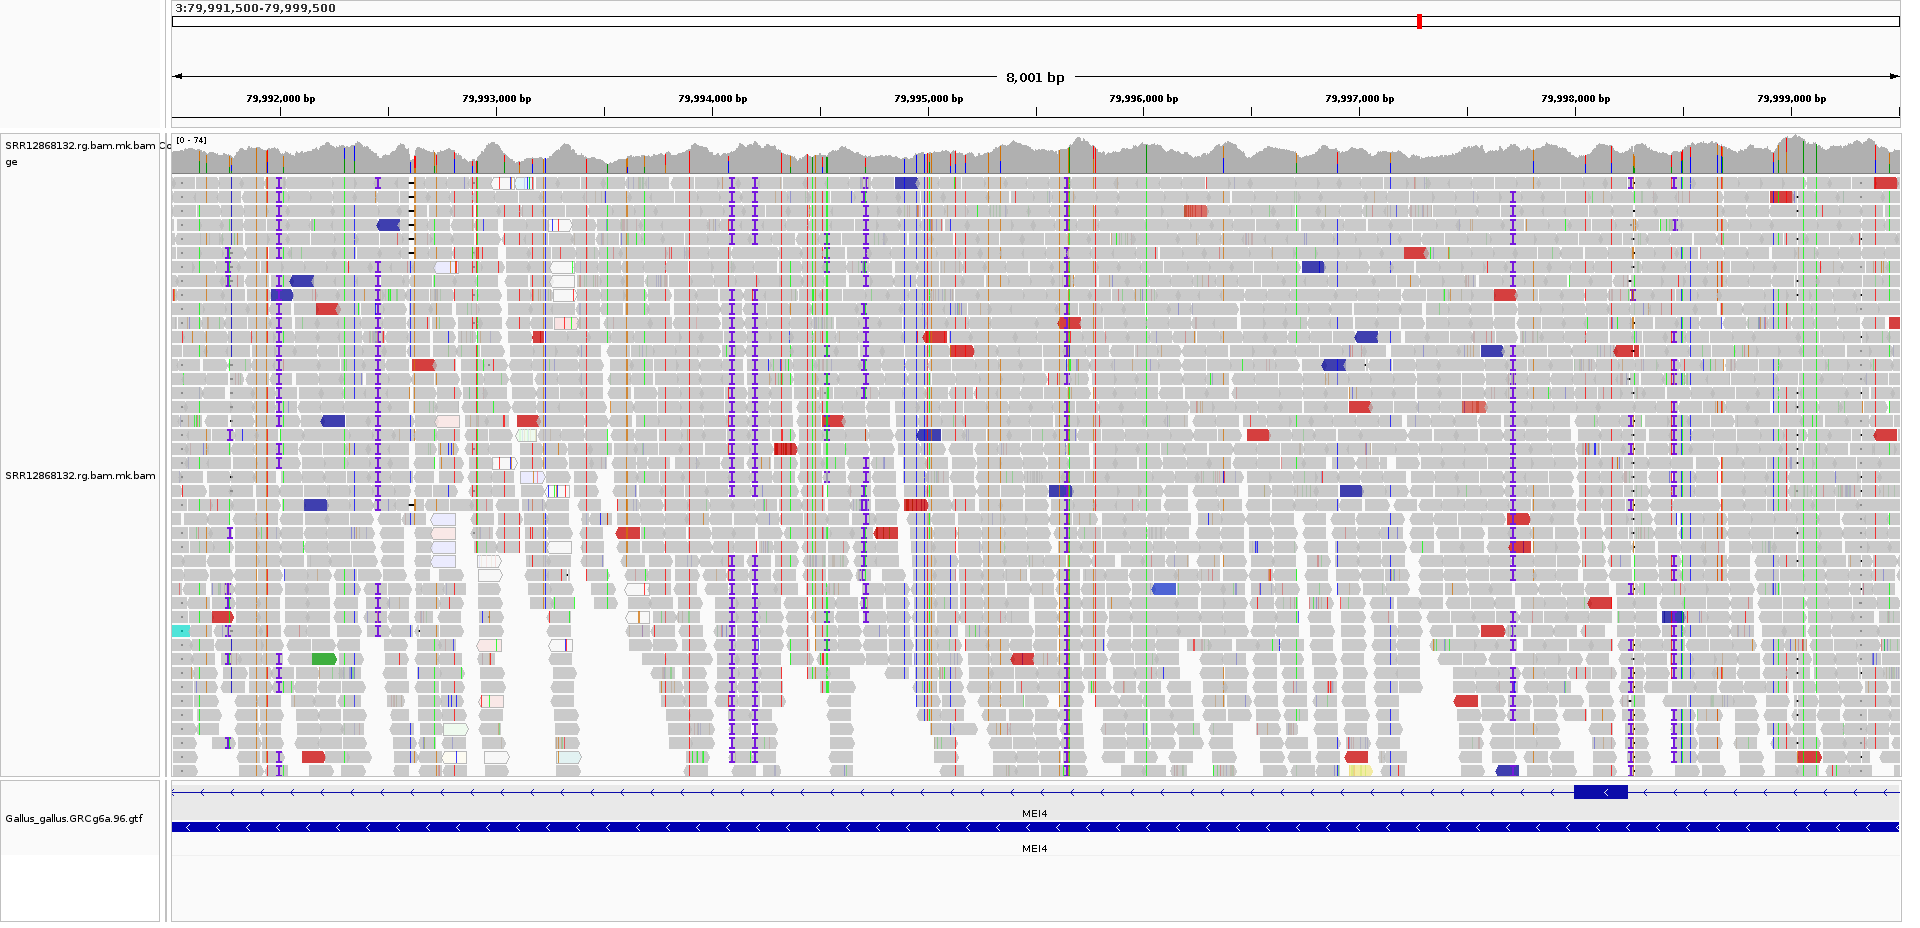 3:79,991,500-79,999,500
8,001 bp
79,992,000 bp 79,993,000 bp 79,994,000 bp 79,995,000 bp 79,996,000 bp 79,997,000 bp 79,998,000 bp 79,999,000 bp
[0 - 74]
SRR12868132.rg.bam.mk.bam Co
ge
SRR12868132.rg.bam.mk.bam
Gallus_gallus.GRCg6a.96.gtf
MEI4
MEI4